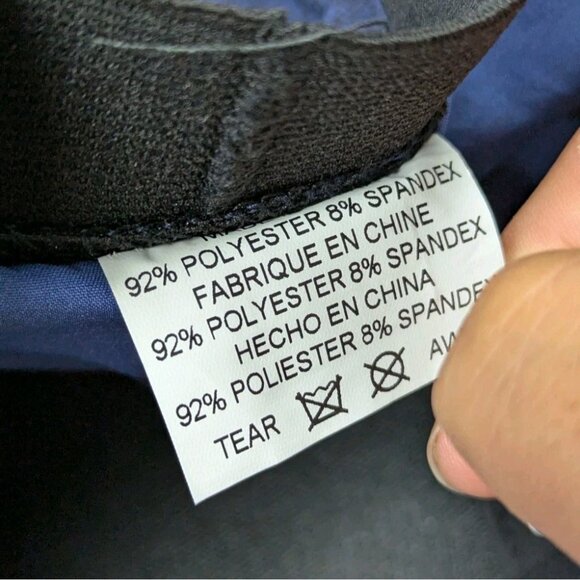 92% POLYESTER 8% SPANDEX
FABRIQUE EN CHINE
92% POLYESTER 8% SPANDEX
HECHO EN CHINA
92% POLIESTER 8% SPANDEX
TEAR